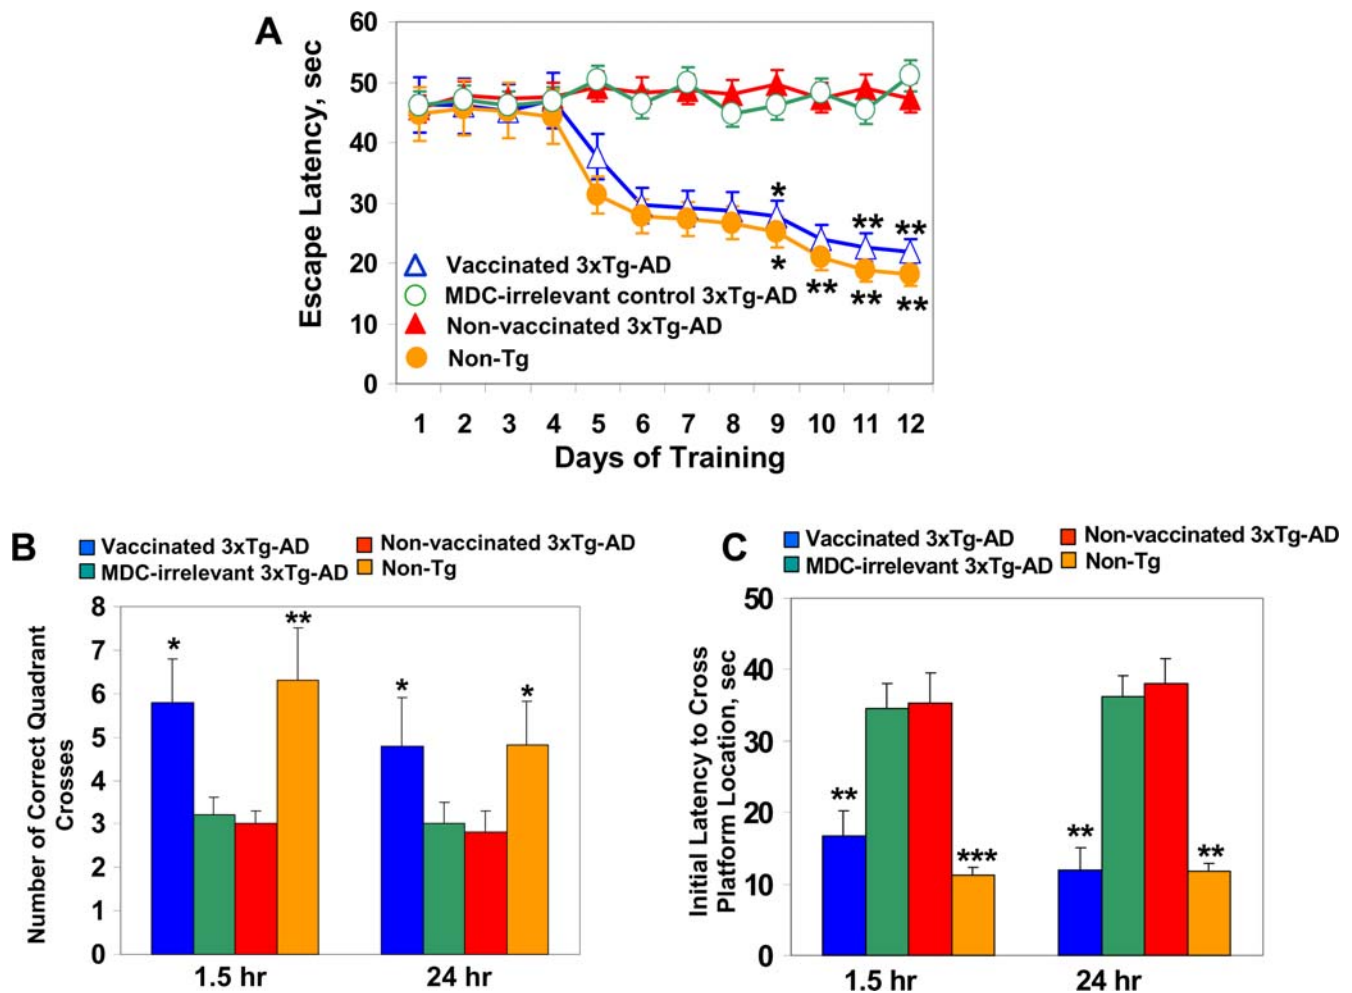 A
Escape Latency, sec
60
50
40
30
20
10
0
*
**
**
*
**
**
**
Vaccinated 3xTg-AD
MDC-irrelevant control 3xTg-AD
Non-vaccinated 3xTg-AD
Non-Tg
1 2 3 4 5 6 7 8 9 10 11 12
Days of Training
B
Vaccinated 3xTg-AD
Non-vaccinated 3xTg-AD
MDC-irrelevant 3xTg-AD
Non-Tg
Number of Correct Quadrant
Crosses
8
7
6
5
4
3
2
1
0
*
**
*
*
1.5 hr
24 hr
C
Vaccinated 3xTg-AD
Non-vaccinated 3xTg-AD
MDC-irrelevant 3xTg-AD
Non-Tg
Initial Latency to Cross
Platform Location, sec
50
40
30
20
10
0
**
***
**
**
1.5 hr
24 hr